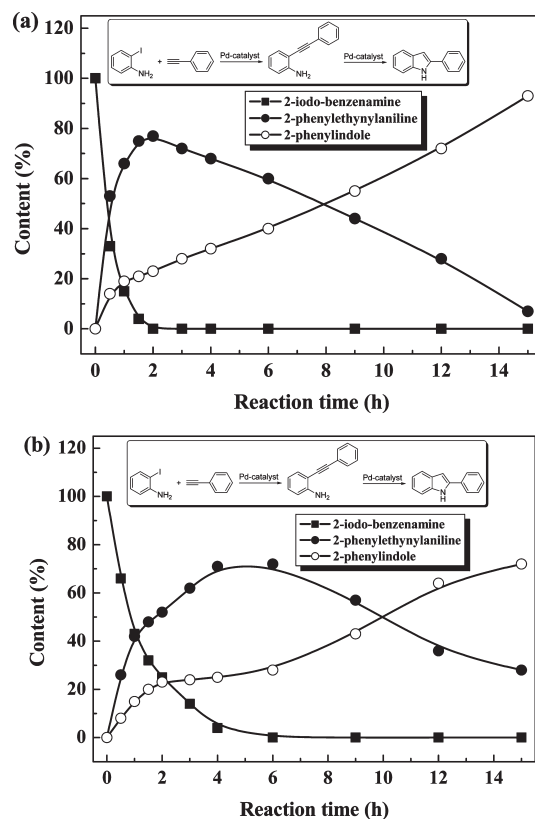 (a)
120
100
80
60
40
20
0
Content (%)
I
NH₂
+
Pd-catalyst
NH₂
Pd-catalyst
N
H
2-iodo-benzenamine
2-phenylethynylaniline
2-phenylindole
0 2 4 6 8 10 12 14
Reaction time (h)
(b)
120
100
80
60
40
20
0
Content (%)
I
NH₂
+
Pd-catalyst
NH₂
Pd-catalyst
N
H
2-iodo-benzenamine
2-phenylethynylaniline
2-phenylindole
0 2 4 6 8 10 12 14
Reaction time (h)